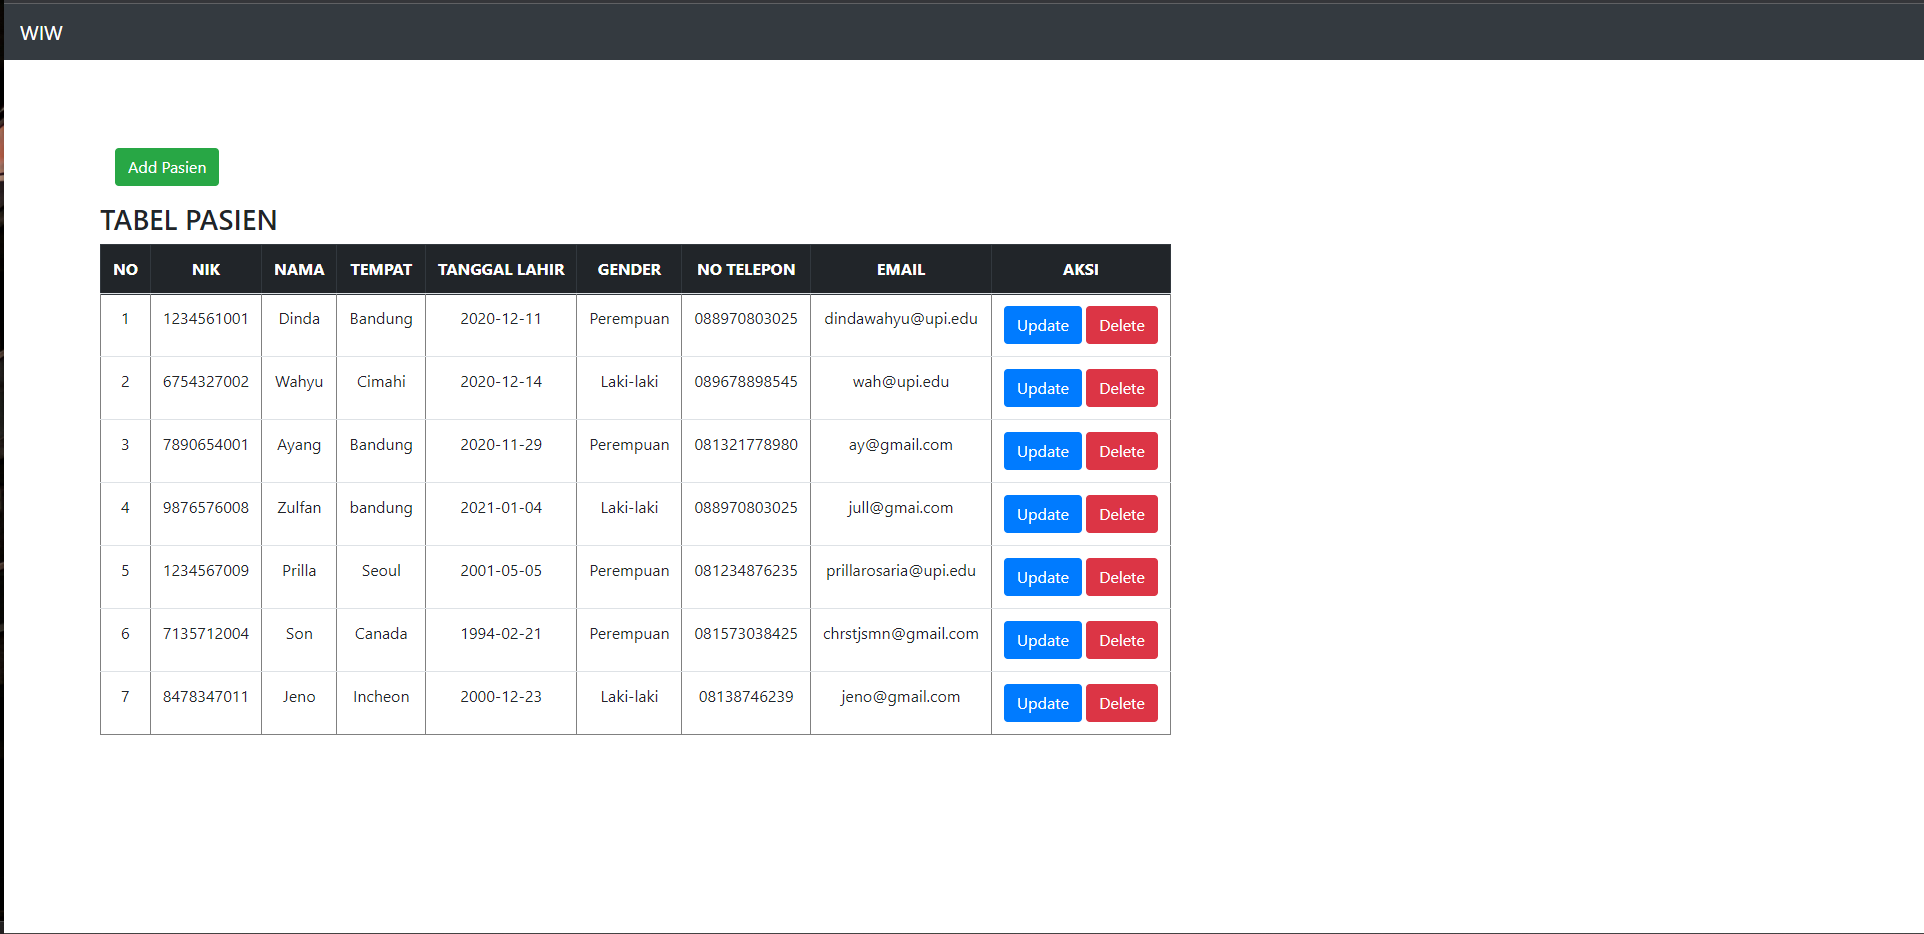 WIW
Add Pasien
TABEL PASIEN
NO NIK NAMA TEMPAT TANGGAL LAHIR GENDER NO TELEPON EMAIL AKSI
1 1234561001 Dinda Bandung 2020-12-11 Perempuan 088970803025 dindawahyu@upi.edu Update Delete
2 6754327002 Wahyu Cimahi 2020-12-14 Laki-laki 089678898545 wah@upi.edu Update Delete
3 7890654001 Ayang Bandung 2020-11-29 Perempuan 081321778980 ay@gmail.com Update Delete
4 9876576008 Zulfan bandung 2021-01-04 Laki-laki 088970803025 jull@gmai.com Update Delete
5 1234567009 Prilla Seoul 2001-05-05 Perempuan 081234876235 prillarosaria@upi.edu Update Delete
6 7135712004 Son Canada 1994-02-21 Perempuan 081573038425 chrstjsmn@gmail.com Update Delete
7 8478347011 Jeno Incheon 2000-12-23 Laki-laki 08138746239 jeno@gmail.com Update Delete